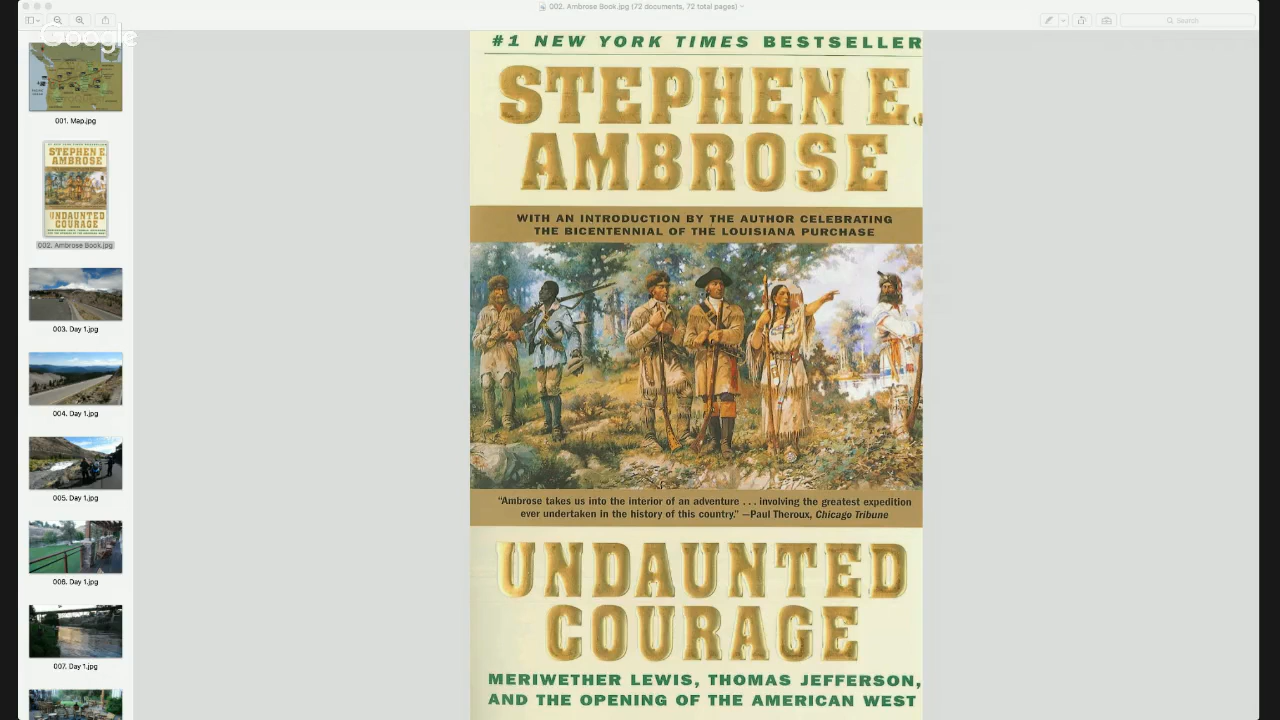 002. Ambrose Book.jpg (72 documents, 72 total pages)
Search
Google
001. Map.jpg
STEPHEN E
AMBROSE
UNDAUNTED
COURAGE
002. Ambrose Book.jpg
003. Day 1.jpg
004. Day 1.jpg
005. Day 1.jpg
006. Day 1.jpg
007. Day 1.jpg
#1 NEW YORK TIMES BESTSELLER
STEPHEN E.
AMBROSE
WITH AN INTRODUCTION BY THE AUTHOR CELEBRATING
THE BICENTENNIAL OF THE LOUISIANA PURCHASE
“Ambrose takes us into the interior of an adventure . . . involving the greatest expedition
ever undertaken in the history of this country.” —Paul Theroux, Chicago Tribune
UNDAUNTED
COURAGE
MERIWETHER LEWIS, THOMAS JEFFERSON,
AND THE OPENING OF THE AMERICAN WEST